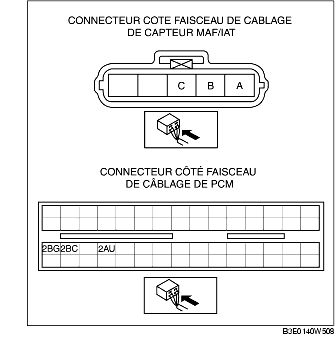 CONNECTEUR COTE FAISCEAU DE CABLAGE
DE CAPTEUR MAF/IAT
C B A
CONNECTEUR CÔTÉ FAISCEAU
DE CÂBLAGE DE PCM
2BG 2BC 2AU
B3E0140W508